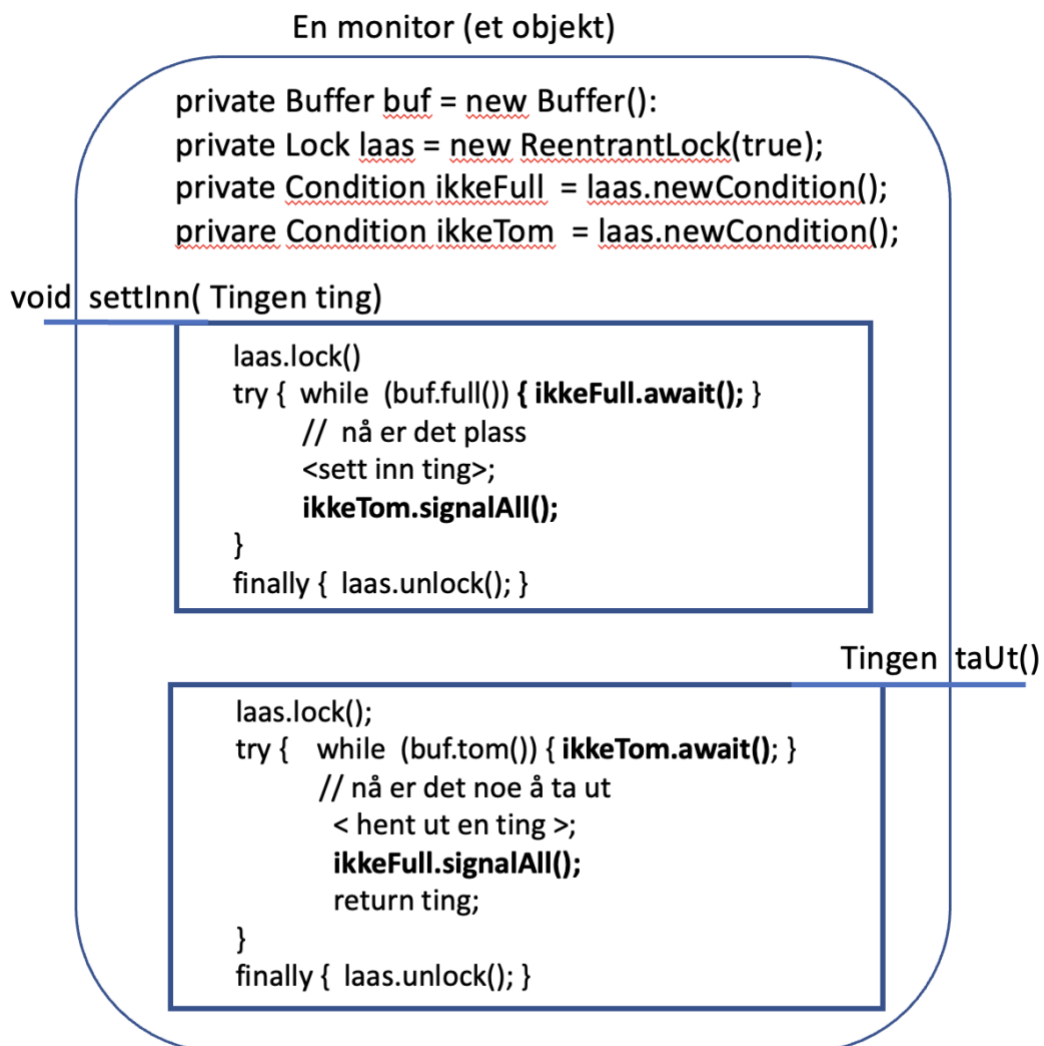 En monitor (et objekt)
private Buffer buf = new Buffer():
private Lock laas = new ReentrantLock(true);
private Condition ikkeFull = laas.newCondition();
privare Condition ikkeTom = laas.newCondition();
void settInn( Tingen ting)
laas.lock()
try { while (buf.full()) { ikkeFull.await(); }
// nå er det plass
<sett inn ting>;
ikkeTom.signalAll();
}
finally { laas.unlock(); }
Tingen taUt()
laas.lock();
try { while (buf.tom()) { ikkeTom.await(); }
// nå er det noe å ta ut
< hent ut en ting >;
ikkeFull.signalAll();
return ting;
}
finally { laas.unlock(); }